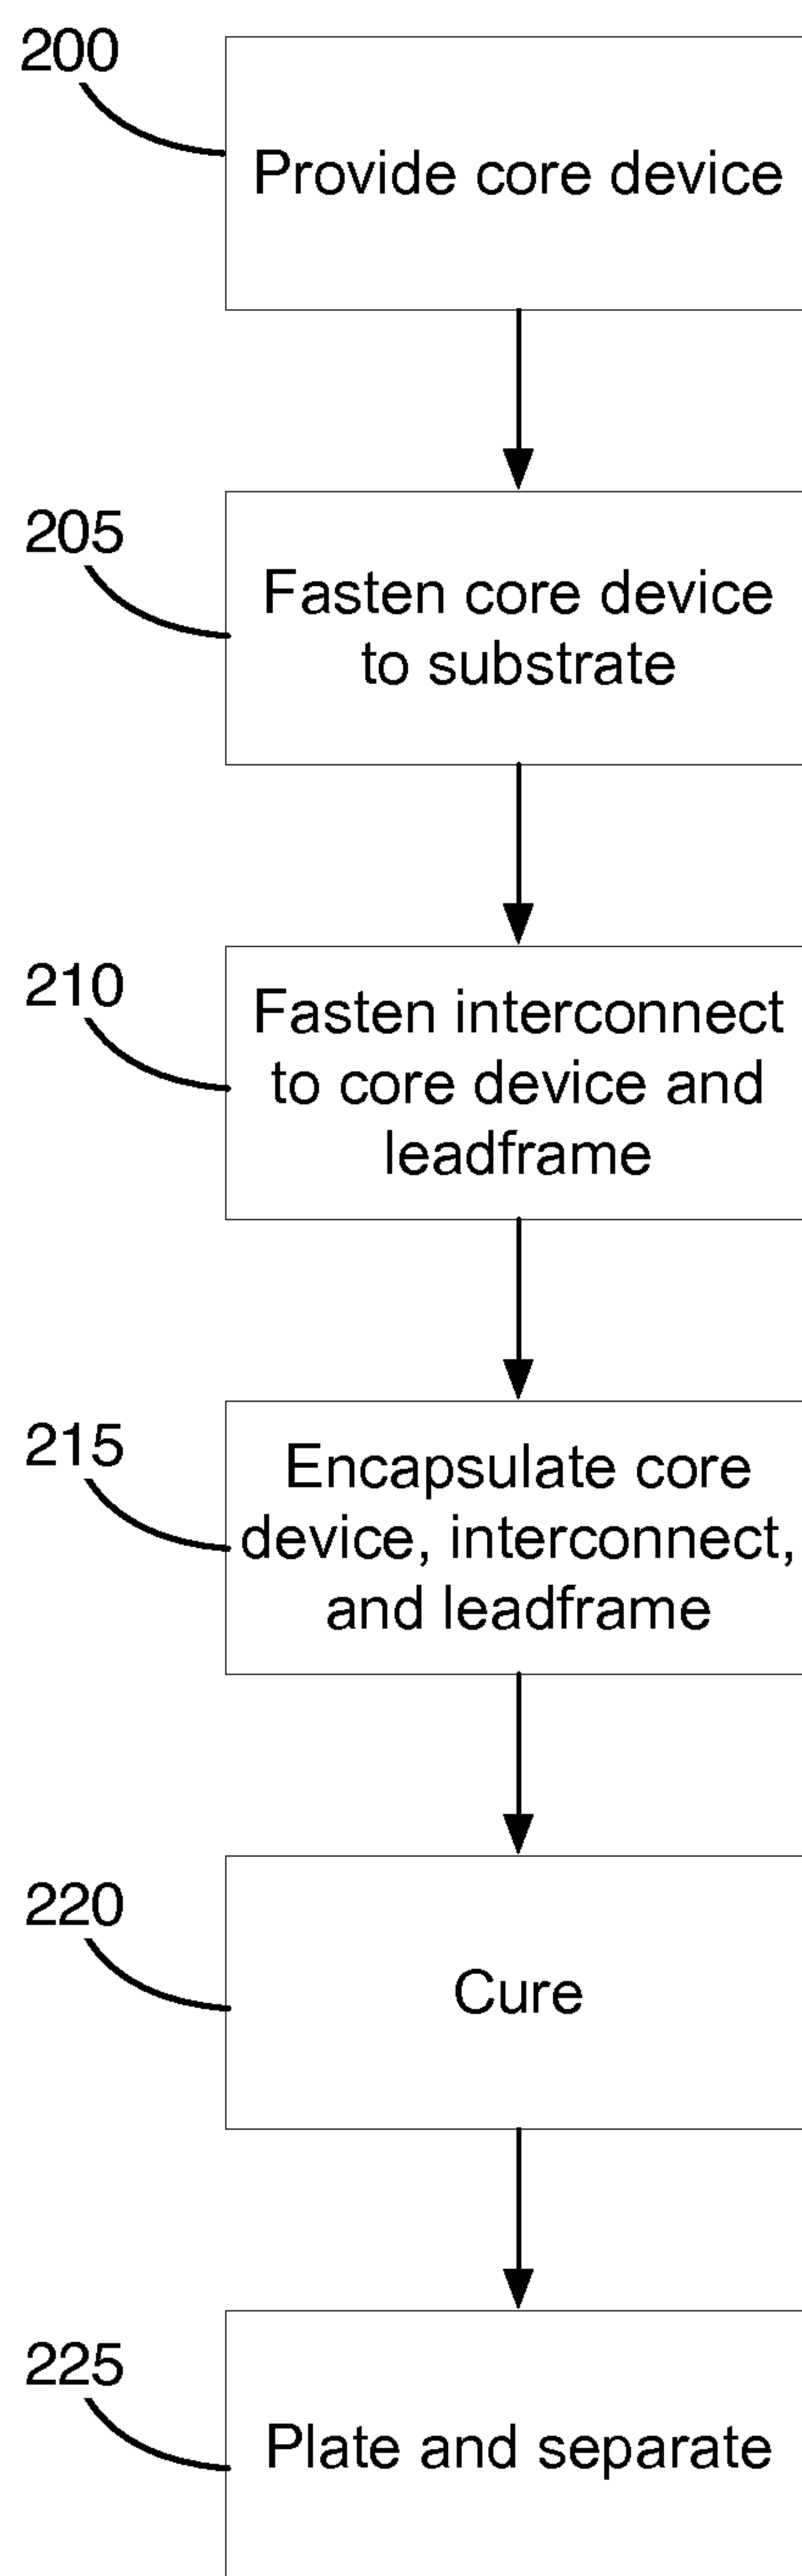 200
Provide core device
205
Fasten core device
to substrate
210
Fasten interconnect
to core device and
leadframe
215
Encapsulate core
device, interconnect,
and leadframe
220
Cure
225
Plate and separate